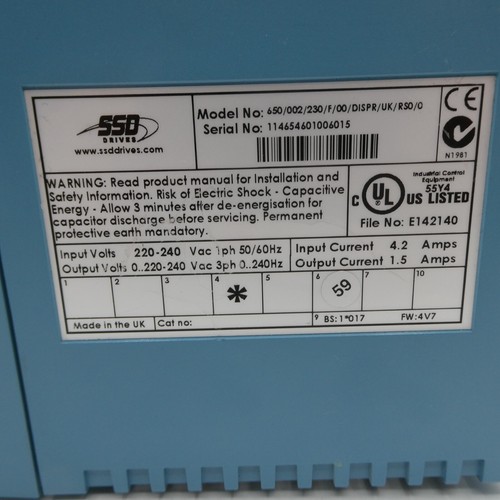 SSD
DRIVES
www.ssddrives.com
Model No: 650/002/230/F/00/DISPR/UK/RS0/0
Serial No: 114654601006015
CE
N1981
WARNING: Read product manual for Installation and
Safety Information. Risk of Electric Shock - Capacitive
Energy - Allow 3 minutes after de-energisation for
capacitor discharge before servicing. Permanent
protective earth mandatory.
Industrial Control
Equipment
55Y4
C UL US LISTED
File No: E142140
Input Volts 220-240 Vac 1ph 50/60Hz
Output Volts 0..220-240 Vac 3ph 0..240Hz
Input Current 4.2 Amps
Output Current 1.5 Amps
1 2 3 4 5 6 7 10
* 59
Made in the UK Cat no: 9 BS: 1*017 FW:4V7